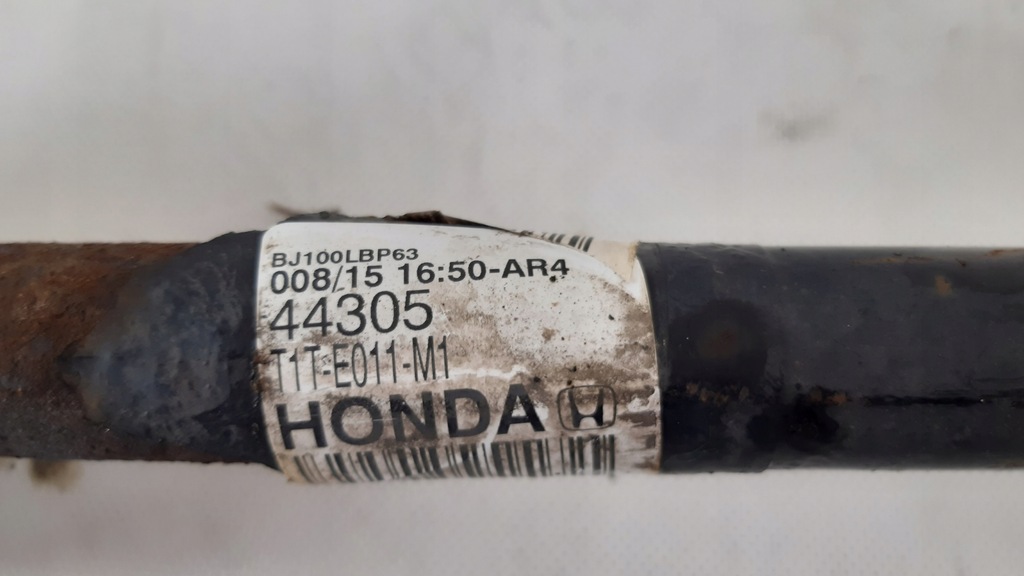 BJ100LBP63
008/15 16:50-AR4
44305
T1T-E011-M1
HONDA